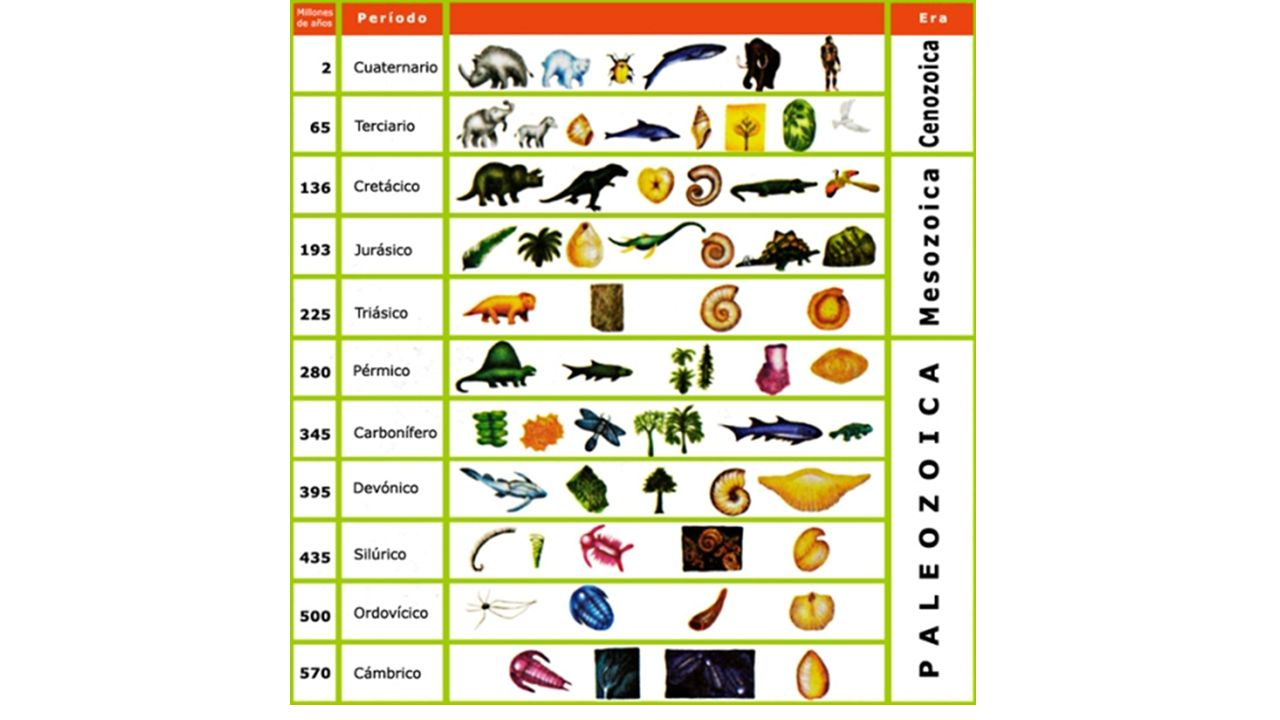 Millones
de años
Período
Era
2
Cuaternario
65
Terciario
Cenozoica
136
Cretácico
193
Jurásico
225
Triásico
Mesozoica
280
Pérmico
345
Carbonífero
395
Devónico
435
Silúrico
500
Ordovícico
570
Cámbrico
PALEOZOICA